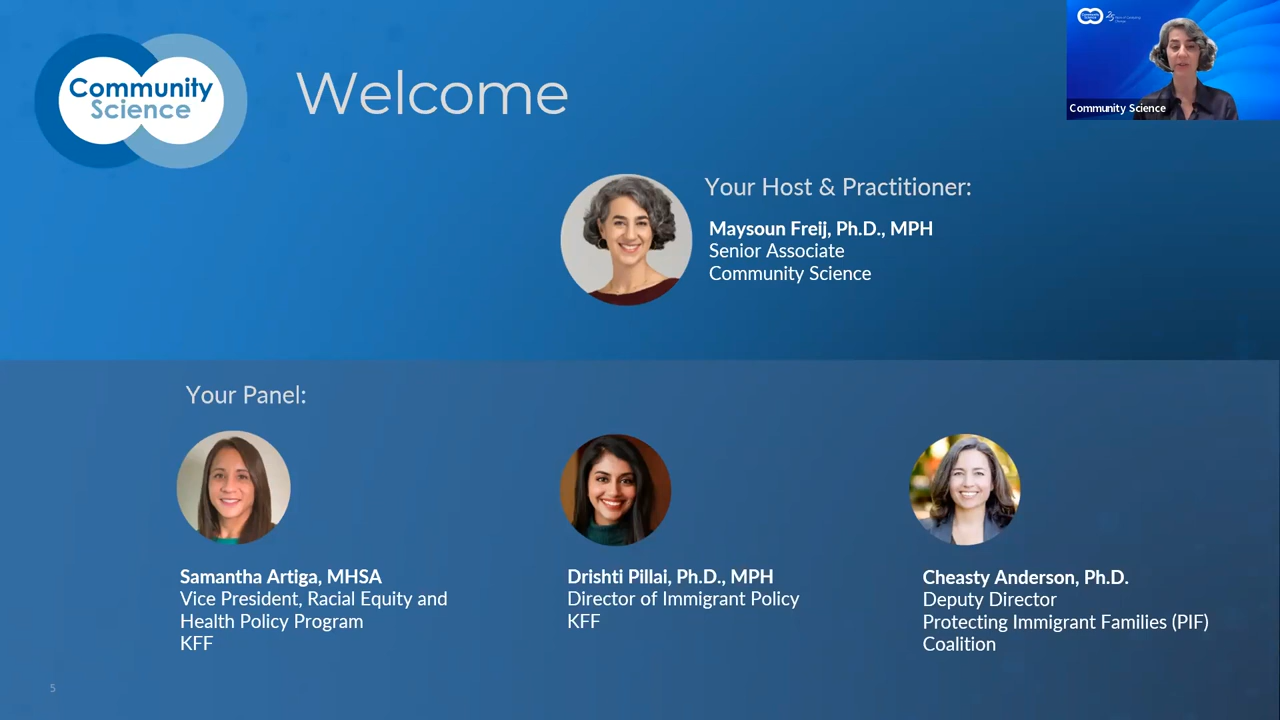 Community
Science
Welcome
Community Science
Your Host & Practitioner:
Maysoun Freij, Ph.D., MPH
Senior Associate
Community Science
Your Panel:
Samantha Artiga, MHSA
Vice President, Racial Equity and
Health Policy Program
KFF
Drishti Pillai, Ph.D., MPH
Director of Immigrant Policy
KFF
Cheasty Anderson, Ph.D.
Deputy Director
Protecting Immigrant Families (PIF)
Coalition
5